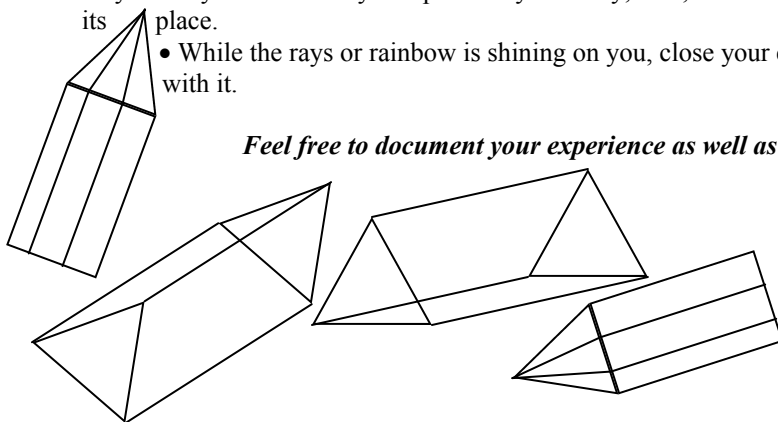 its place.
• While the rays or rainbow is shining on you, close your
with it.
Feel free to document your experience as well as